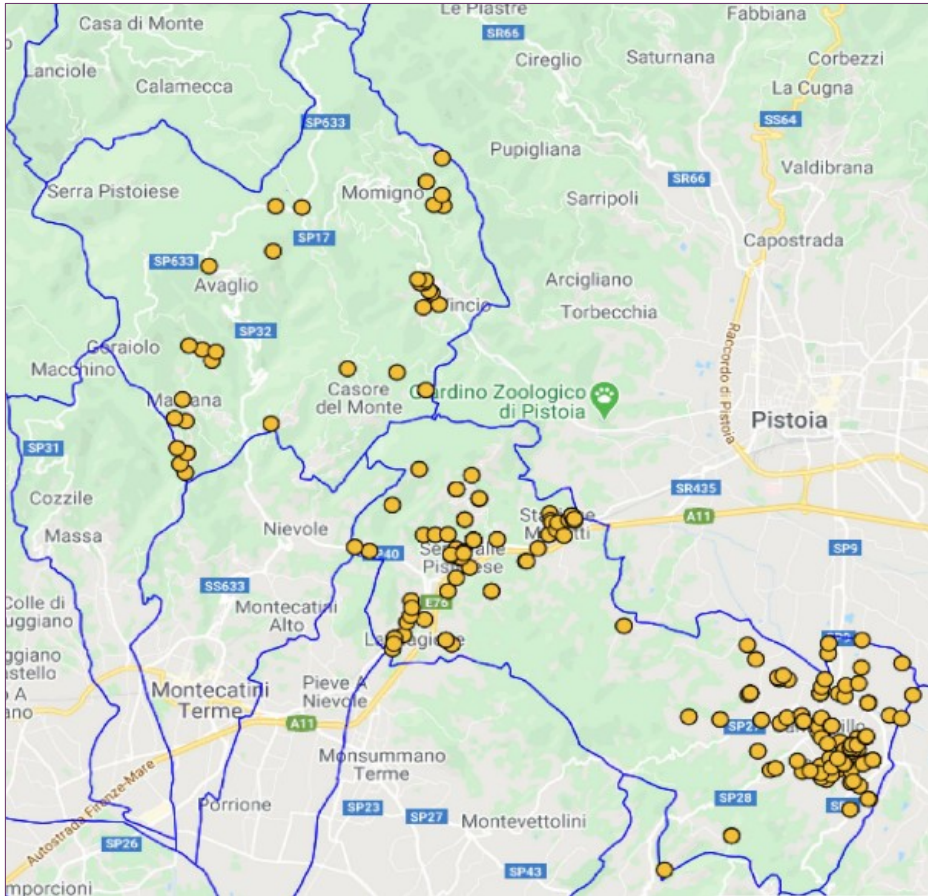 Le Piastre
Fabbiana
Casa di Monte
SR66
Cireglio
Saturnana
Corbezzi
Lanciole
Calamecca
La Cugna
SP633
SS64
Pupigliana
Valdibrana
SR66
Serra Pistoiese
Momigno
Sarripoli
SP17
Capostrada
SP633
Avaglio
Arcigliano
Torbecchia
SP32
Raccordo di Pistoia
Macchino
Casore
del Monte
Giardino Zoologico
di Pistoia
Pistoia
SP31
Cozzile
SR435
A11
Massa
Nievole
SP9
SP40
Pistoiese
SS633
Montecatini
Alto
E76
Colle di
Montecatini
Terme
Pieve A
Nievole
A11
Monsummano
Terme
Autostrada Firenze-Mare
Porrione
SP23
SP27
SP28
Montevettolini
SP26
SP43